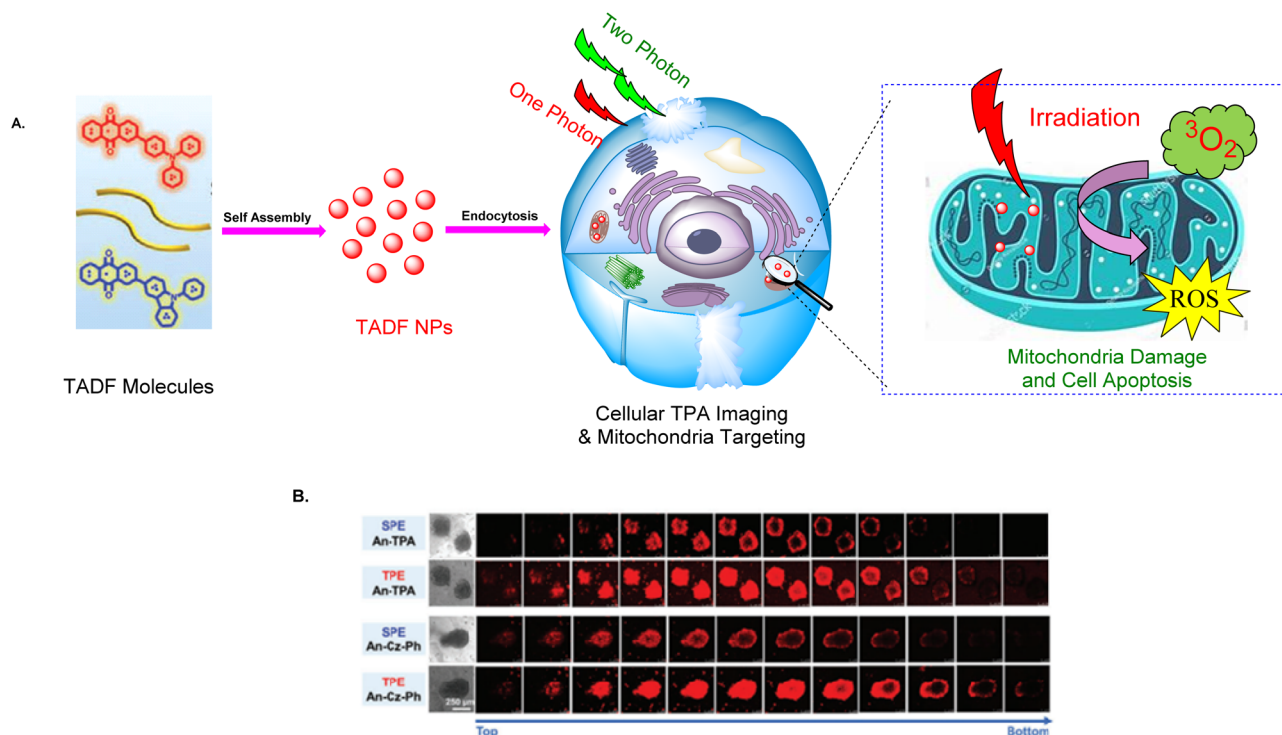 A.
TADF Molecules
Self Assembly
TADF NPs
Endocytosis
Two Photon
One Photon
Cellular TPA Imaging
& Mitochondria Targeting
Irradiation
³O₂
ROS
Mitochondria Damage
and Cell Apoptosis
B.
SPE
An-TPA
TPE
An-TPA
SPE
An-Cz-Ph
TPE
An-Cz-Ph
250 μm
Top
Bottom